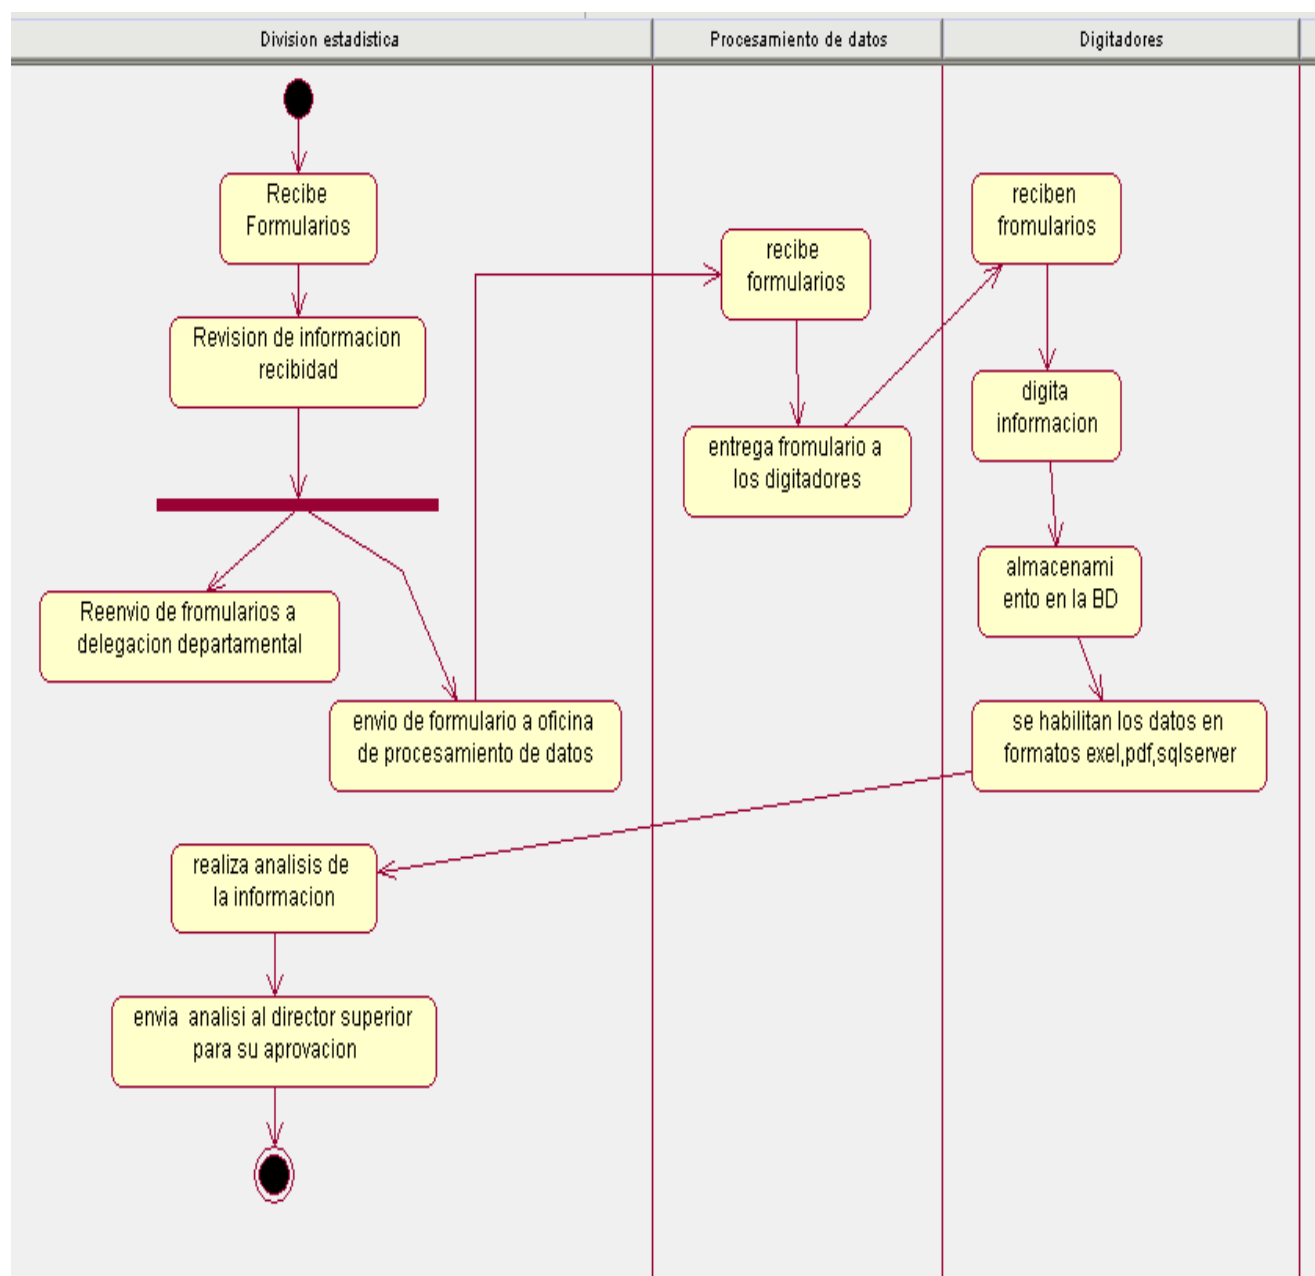 Division estadistica
Procesamiento de datos
Digitadores
Recibe
Formularios
Revision de informacion
recibidad
Reenvio de fromularios a
delegacion departamental
envio de formulario a oficina
de procesamiento de datos
recibe
formularios
entrega fromulario a
los digitadores
reciben
fromularios
digita
informacion
almacenami
ento en la BD
se habilitan los datos en
formatos exel,pdf,sqlserver
realiza analisis de
la informacion
envia analisi al director superior
para su aprovacion